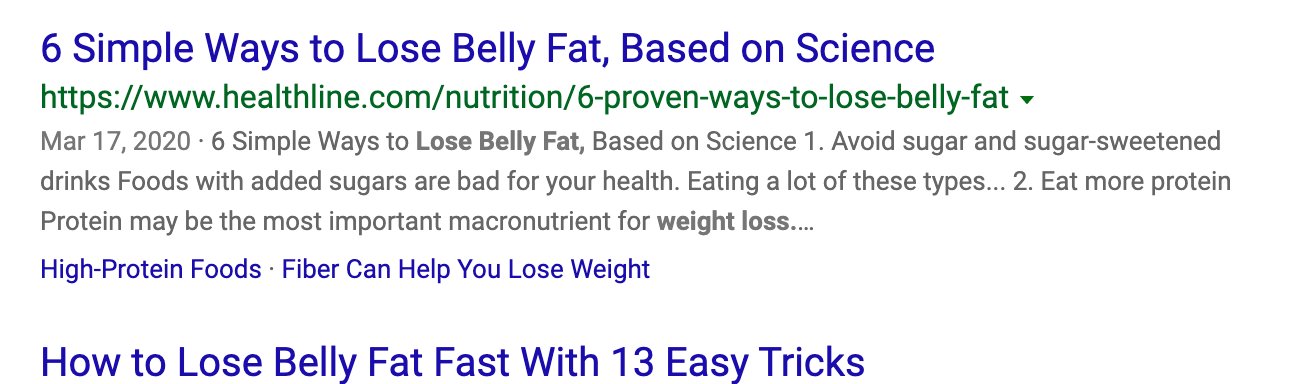 6 Simple Ways to Lose Belly Fat, Based on Science
https://www.healthline.com/nutrition/6-proven-ways-to-lose-belly-fat
Mar 17, 2020 · 6 Simple Ways to Lose Belly Fat, Based on Science 1. Avoid sugar and sugar-sweetened
drinks Foods with added sugars are bad for your health. Eating a lot of these types... 2. Eat more protein
Protein may be the most important macronutrient for weight loss.…
High-Protein Foods · Fiber Can Help You Lose Weight
How to Lose Belly Fat Fast With 13 Easy Tricks